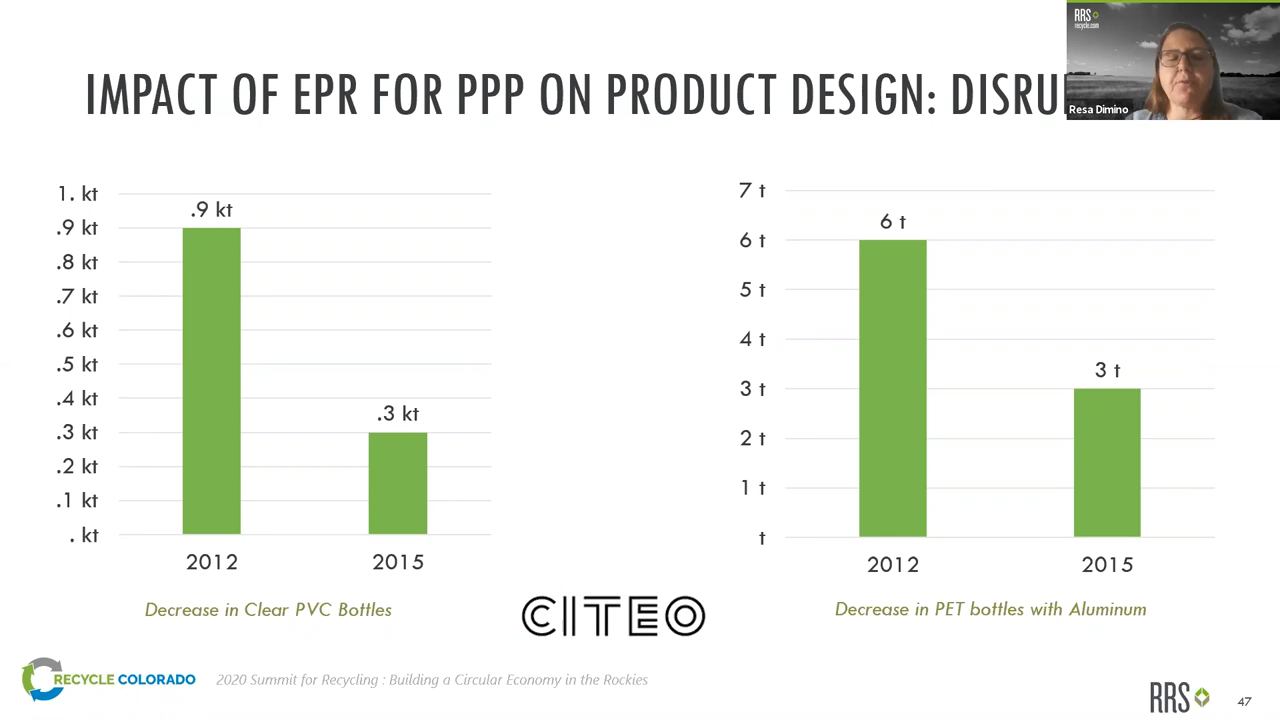 RRS
recycle.com
Resa Dimino
IMPACT OF EPR FOR PPP ON PRODUCT DESIGN:
1. kt
.9 kt
.8 kt
.7 kt
.6 kt
.5 kt
.4 kt
.3 kt
.2 kt
.1 kt
. kt
.9 kt
.3 kt
2012
2015
Decrease in Clear PVC Bottles
7 t
6 t
5 t
4 t
3 t
2 t
1 t
t
6 t
3 t
2012
2015
Decrease in PET bottles with Aluminum
CITEO
RECYCLE COLORADO
2020 Summit for Recycling : Building a Circular Economy in the Rockies
RRS
47